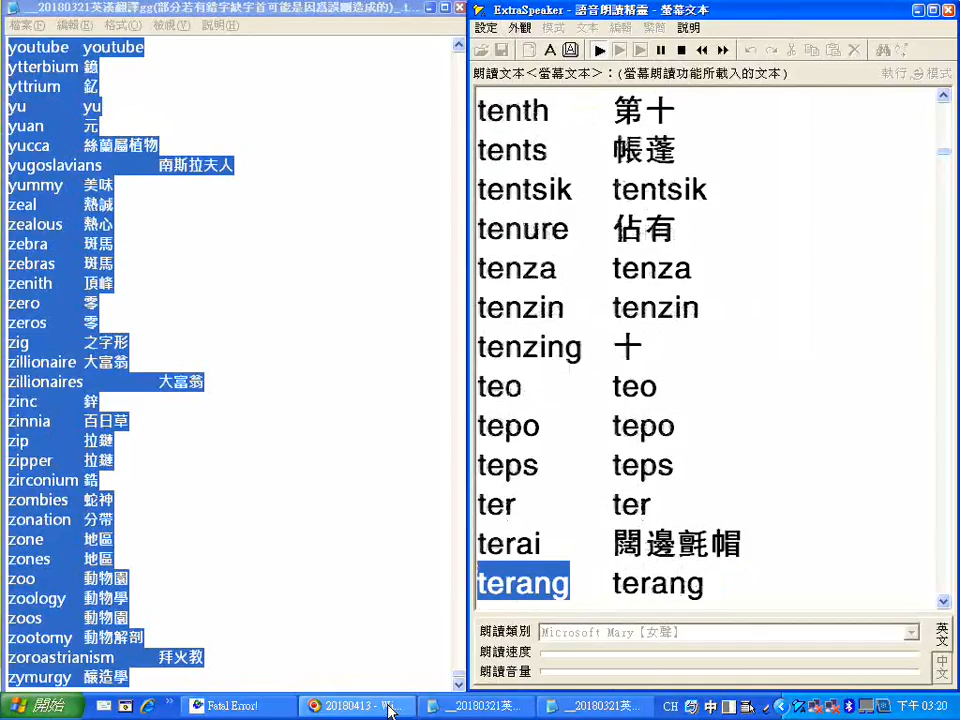 __20180321英漢翻譯gg(部分若有錯字缺字首可能是因為誤刪造成的)_
檔案(F) 編輯(E) 格式(O) 檢視(V) 說明(H)
youtube youtube
ytterbium 鐿
yttrium 釔
yu yu
yuan 元
yucca 絲蘭屬植物
yugoslavians 南斯拉夫人
yummy 美味
zeal 熱誠
zealous 熱心
zebra 斑馬
zebras 斑馬
zenith 頂峰
zero 零
zeros 零
zig 之字形
zillionaire 大富翁
zillionaires 大富翁
zinc 鋅
zinnia 百日草
zip 拉鏈
zipper 拉鏈
zirconium 鋯
zombies 蛇神
zonation 分帶
zone 地區
zones 地區
zoo 動物園
zoology 動物學
zoos 動物園
zootomy 動物解剖
zoroastrianism 拜火教
zymurgy 釀造學
ExtraSpeaker - 語音朗讀精靈 - 螢幕文本
設定 外觀 模式 文本 編輯 繁簡 說明
朗讀文本<螢幕文本>：(螢幕朗讀功能所載入的文本) 執行 模式
tenth 第十
tents 帳蓬
tentsik tentsik
tenure 佔有
tenza tenza
tenzin tenzin
tenzing 十
teo teo
tepo tepo
teps teps
ter ter
terai 闊邊氈帽
terang terang
朗讀類別 Microsoft Mary【女聲】
朗讀速度
朗讀音量
英文
中文
開始 Fatal Error! 20180413 - Wi... __20180321英... __20180321英... CH 中 下午 03:20